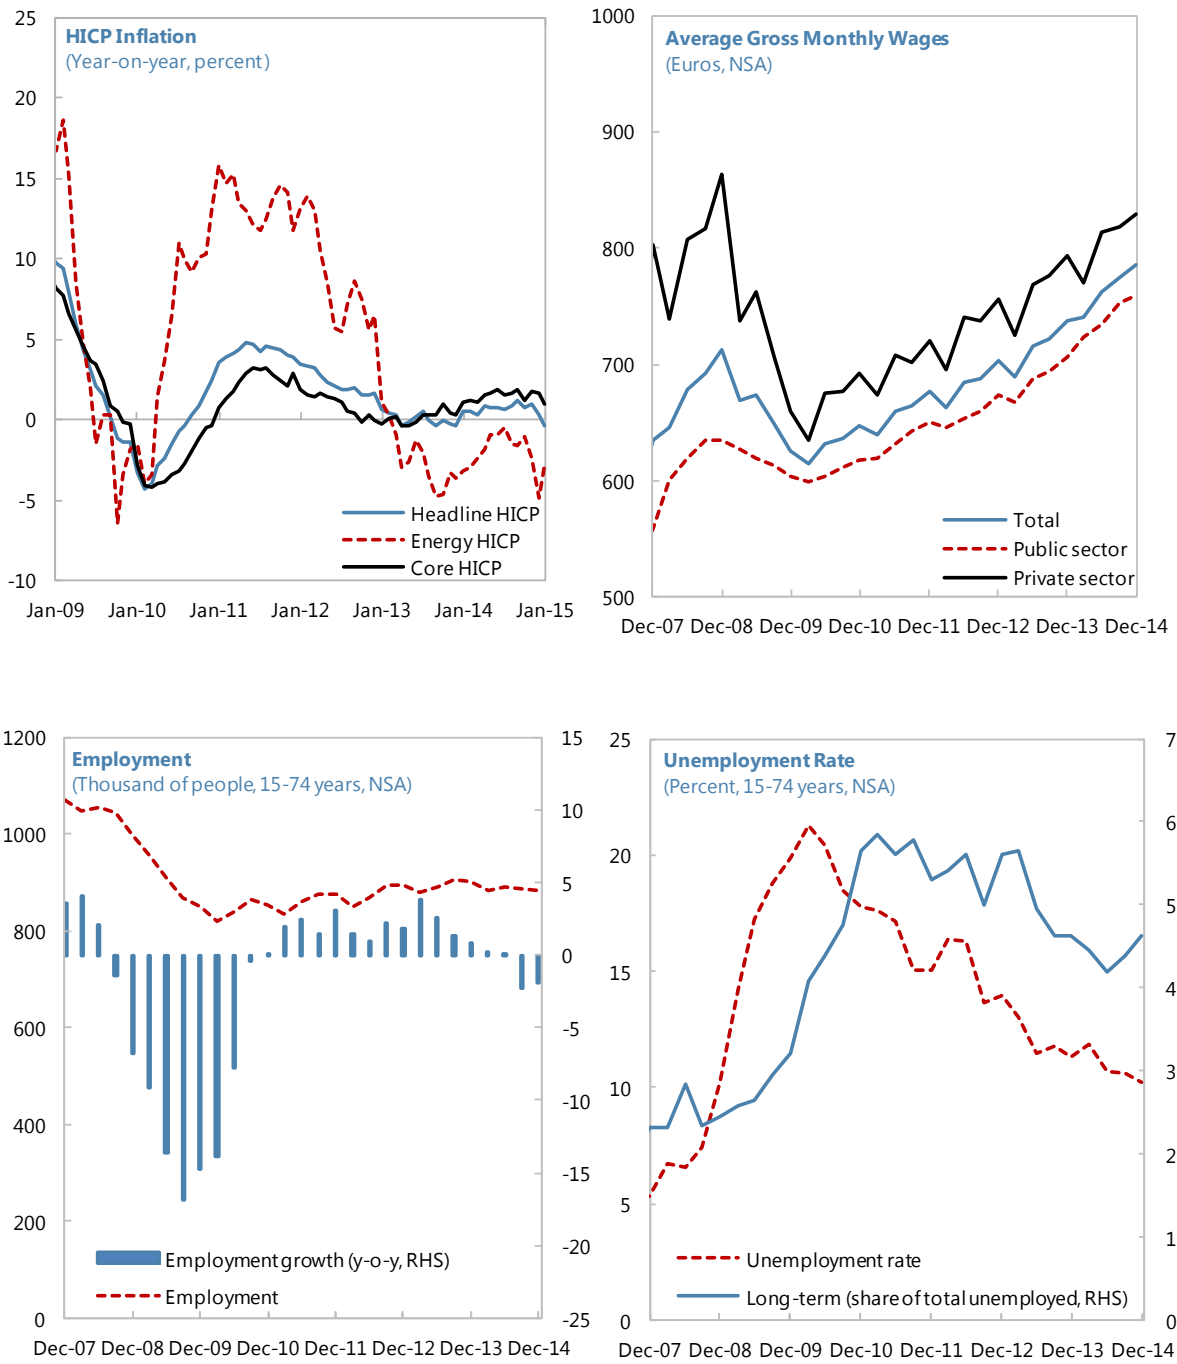 HICP Inflation
(Year-on-year, percent)
25
20
15
10
5
0
-5
-10
Headline HICP
Energy HICP
Core HICP
Jan-09 Jan-10 Jan-11 Jan-12 Jan-13 Jan-14 Jan-15
Average Gross Monthly Wages
(Euros, NSA)
1000
900
800
700
600
500
Total
Public sector
Private sector
Dec-07 Dec-08 Dec-09 Dec-10 Dec-11 Dec-12 Dec-13 Dec-14
Employment
(Thousand of people, 15-74 years, NSA)
1200
1000
800
600
400
200
0
15
10
5
0
-5
-10
-15
-20
-25
Employment growth (y-o-y, RHS)
Employment
Dec-07 Dec-08 Dec-09 Dec-10 Dec-11 Dec-12 Dec-13 Dec-14
Unemployment Rate
(Percent, 15-74 years, NSA)
25
20
15
10
5
0
7
6
5
4
3
2
1
0
Unemployment rate
Long-term (share of total unemployed, RHS)
Dec-07 Dec-08 Dec-09 Dec-10 Dec-11 Dec-12 Dec-13 Dec-14